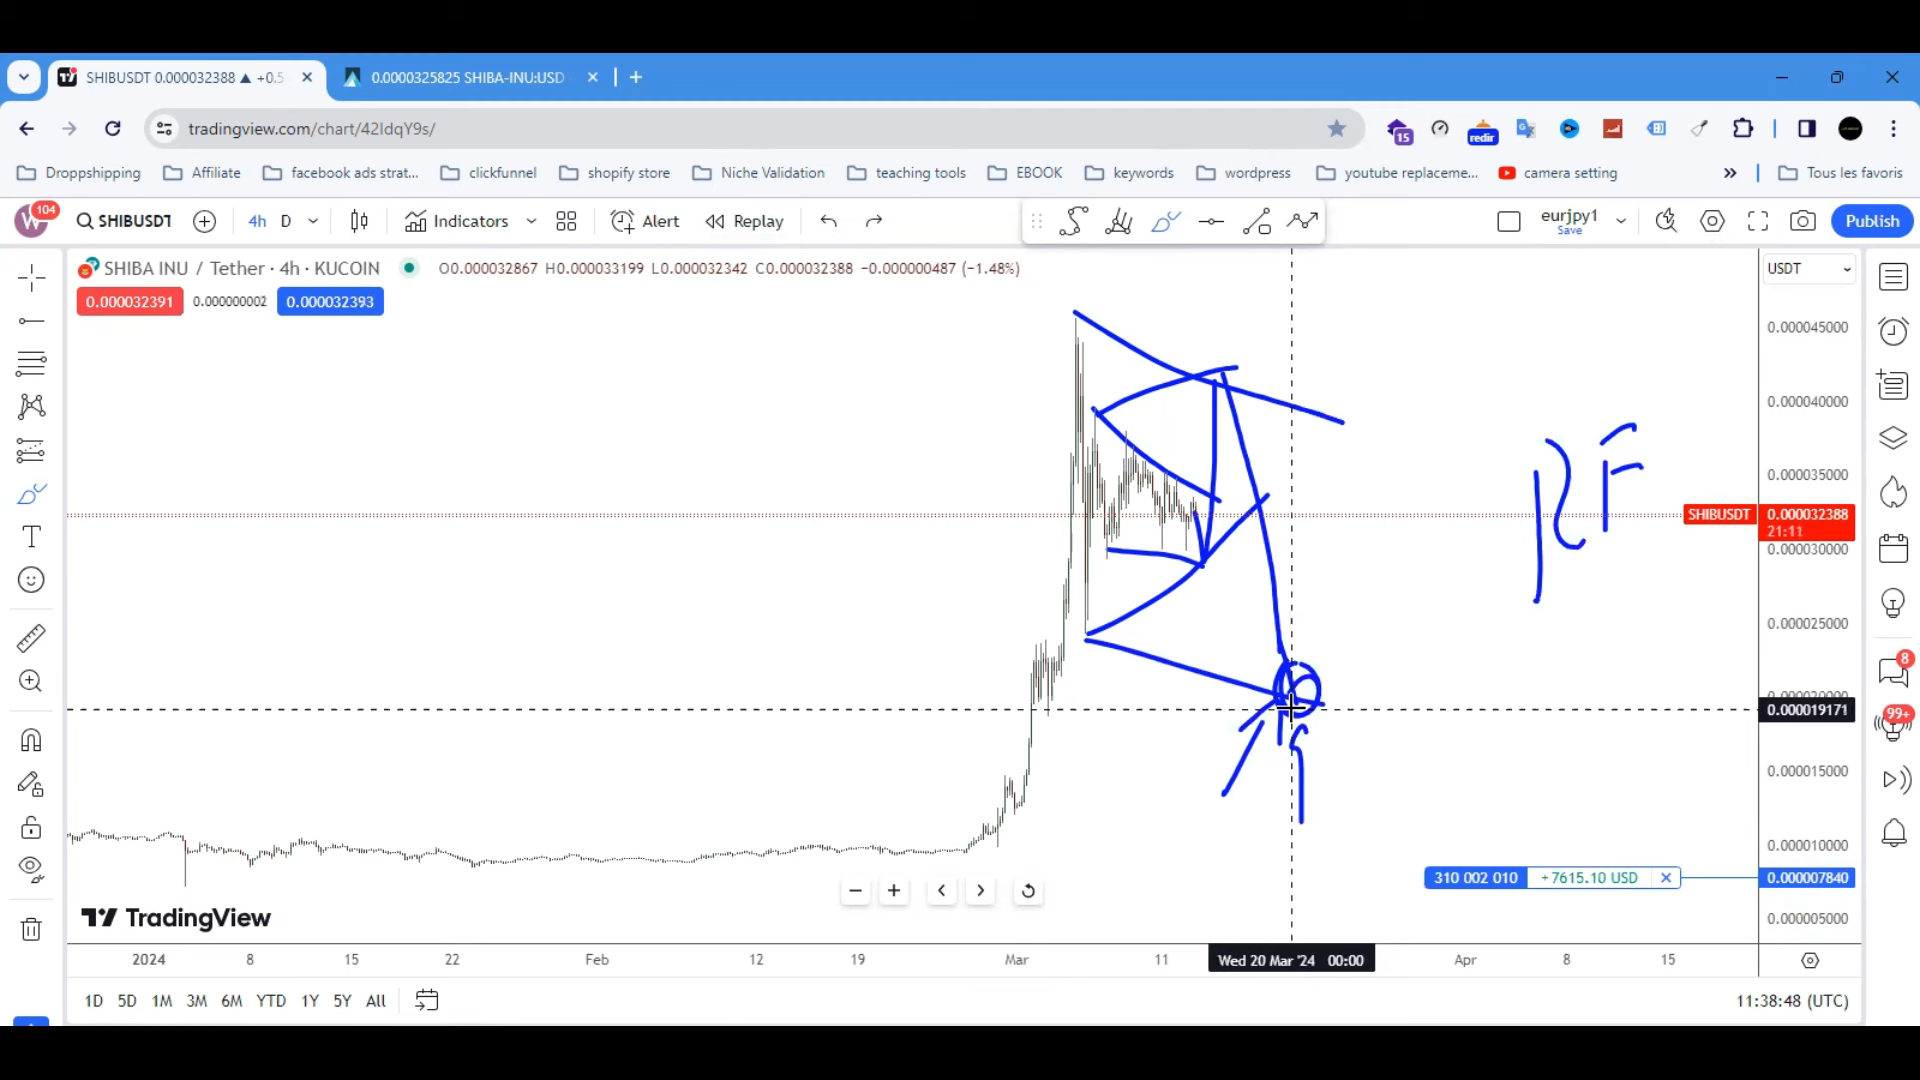 SHIBUSDT 0.000032388 ▲ +0.5
0.0000325825 SHIBA-INU:USD
tradingview.com/chart/42IdqY9s/
15
redir
Droppshipping
Affiliate
facebook ads strat...
clickfunnel
shopify store
Niche Validation
teaching tools
EBOOK
keywords
wordpress
youtube replaceme...
camera setting
Tous les favoris
W
104
SHIBUSDT
4h
D
Indicators
Alert
Replay
eurjpy1
Save
Publish
SHIBA INU / Tether · 4h · KUCOIN
O0.000032867 H0.000033199 L0.000032342 C0.000032388 −0.000000487 (−1.48%)
USDT
0.000032391
0.000000002
0.000032393
0.000045000
0.000040000
0.000035000
SHIBUSDT
0.000032388
21:11
0.000030000
0.000025000
0.000020000
0.000019171
0.000015000
0.000010000
310 002 010
+7615.10 USD
0.000007840
0.000005000
8
99+
TradingView
2024
8
15
22
Feb
12
19
Mar
11
Wed 20 Mar '24 00:00
Apr
8
15
1D
5D
1M
3M
6M
YTD
1Y
5Y
All
11:38:48 (UTC)